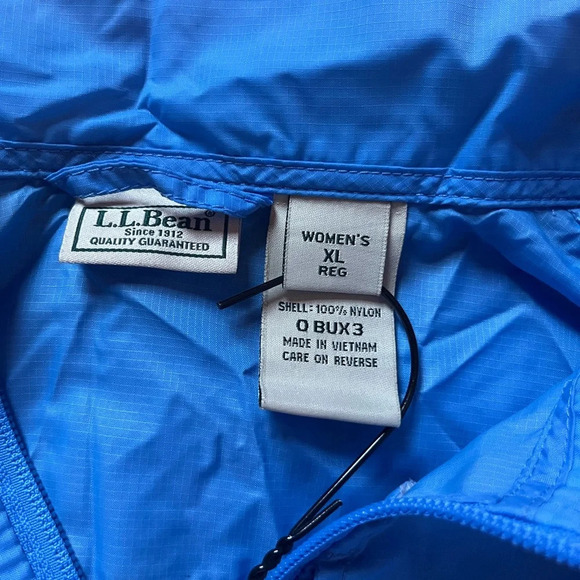 L.L.Bean®
Since 1912
QUALITY GUARANTEED
WOMEN'S
XL
REG
SHELL: 100% NYLON
0 BUX3
MADE IN VIETNAM
CARE ON REVERSE